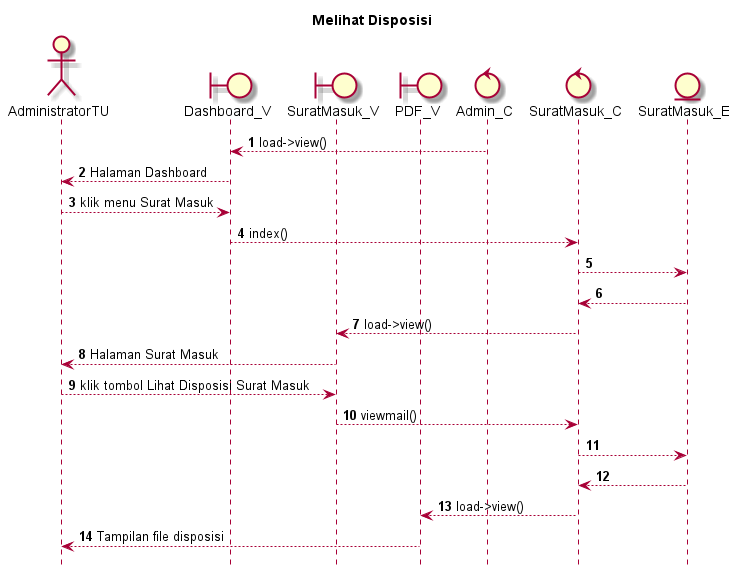 Melihat Disposisi
AdministratorTU
Dashboard_V
SuratMasuk_V
PDF_V
Admin_C
SuratMasuk_C
SuratMasuk_E
1 load->view()
2 Halaman Dashboard
3 klik menu Surat Masuk
4 index()
5
6
7 load->view()
8 Halaman Surat Masuk
9 klik tombol Lihat Disposisi Surat Masuk
10 viewmail()
11
12
13 load->view()
14 Tampilan file disposisi